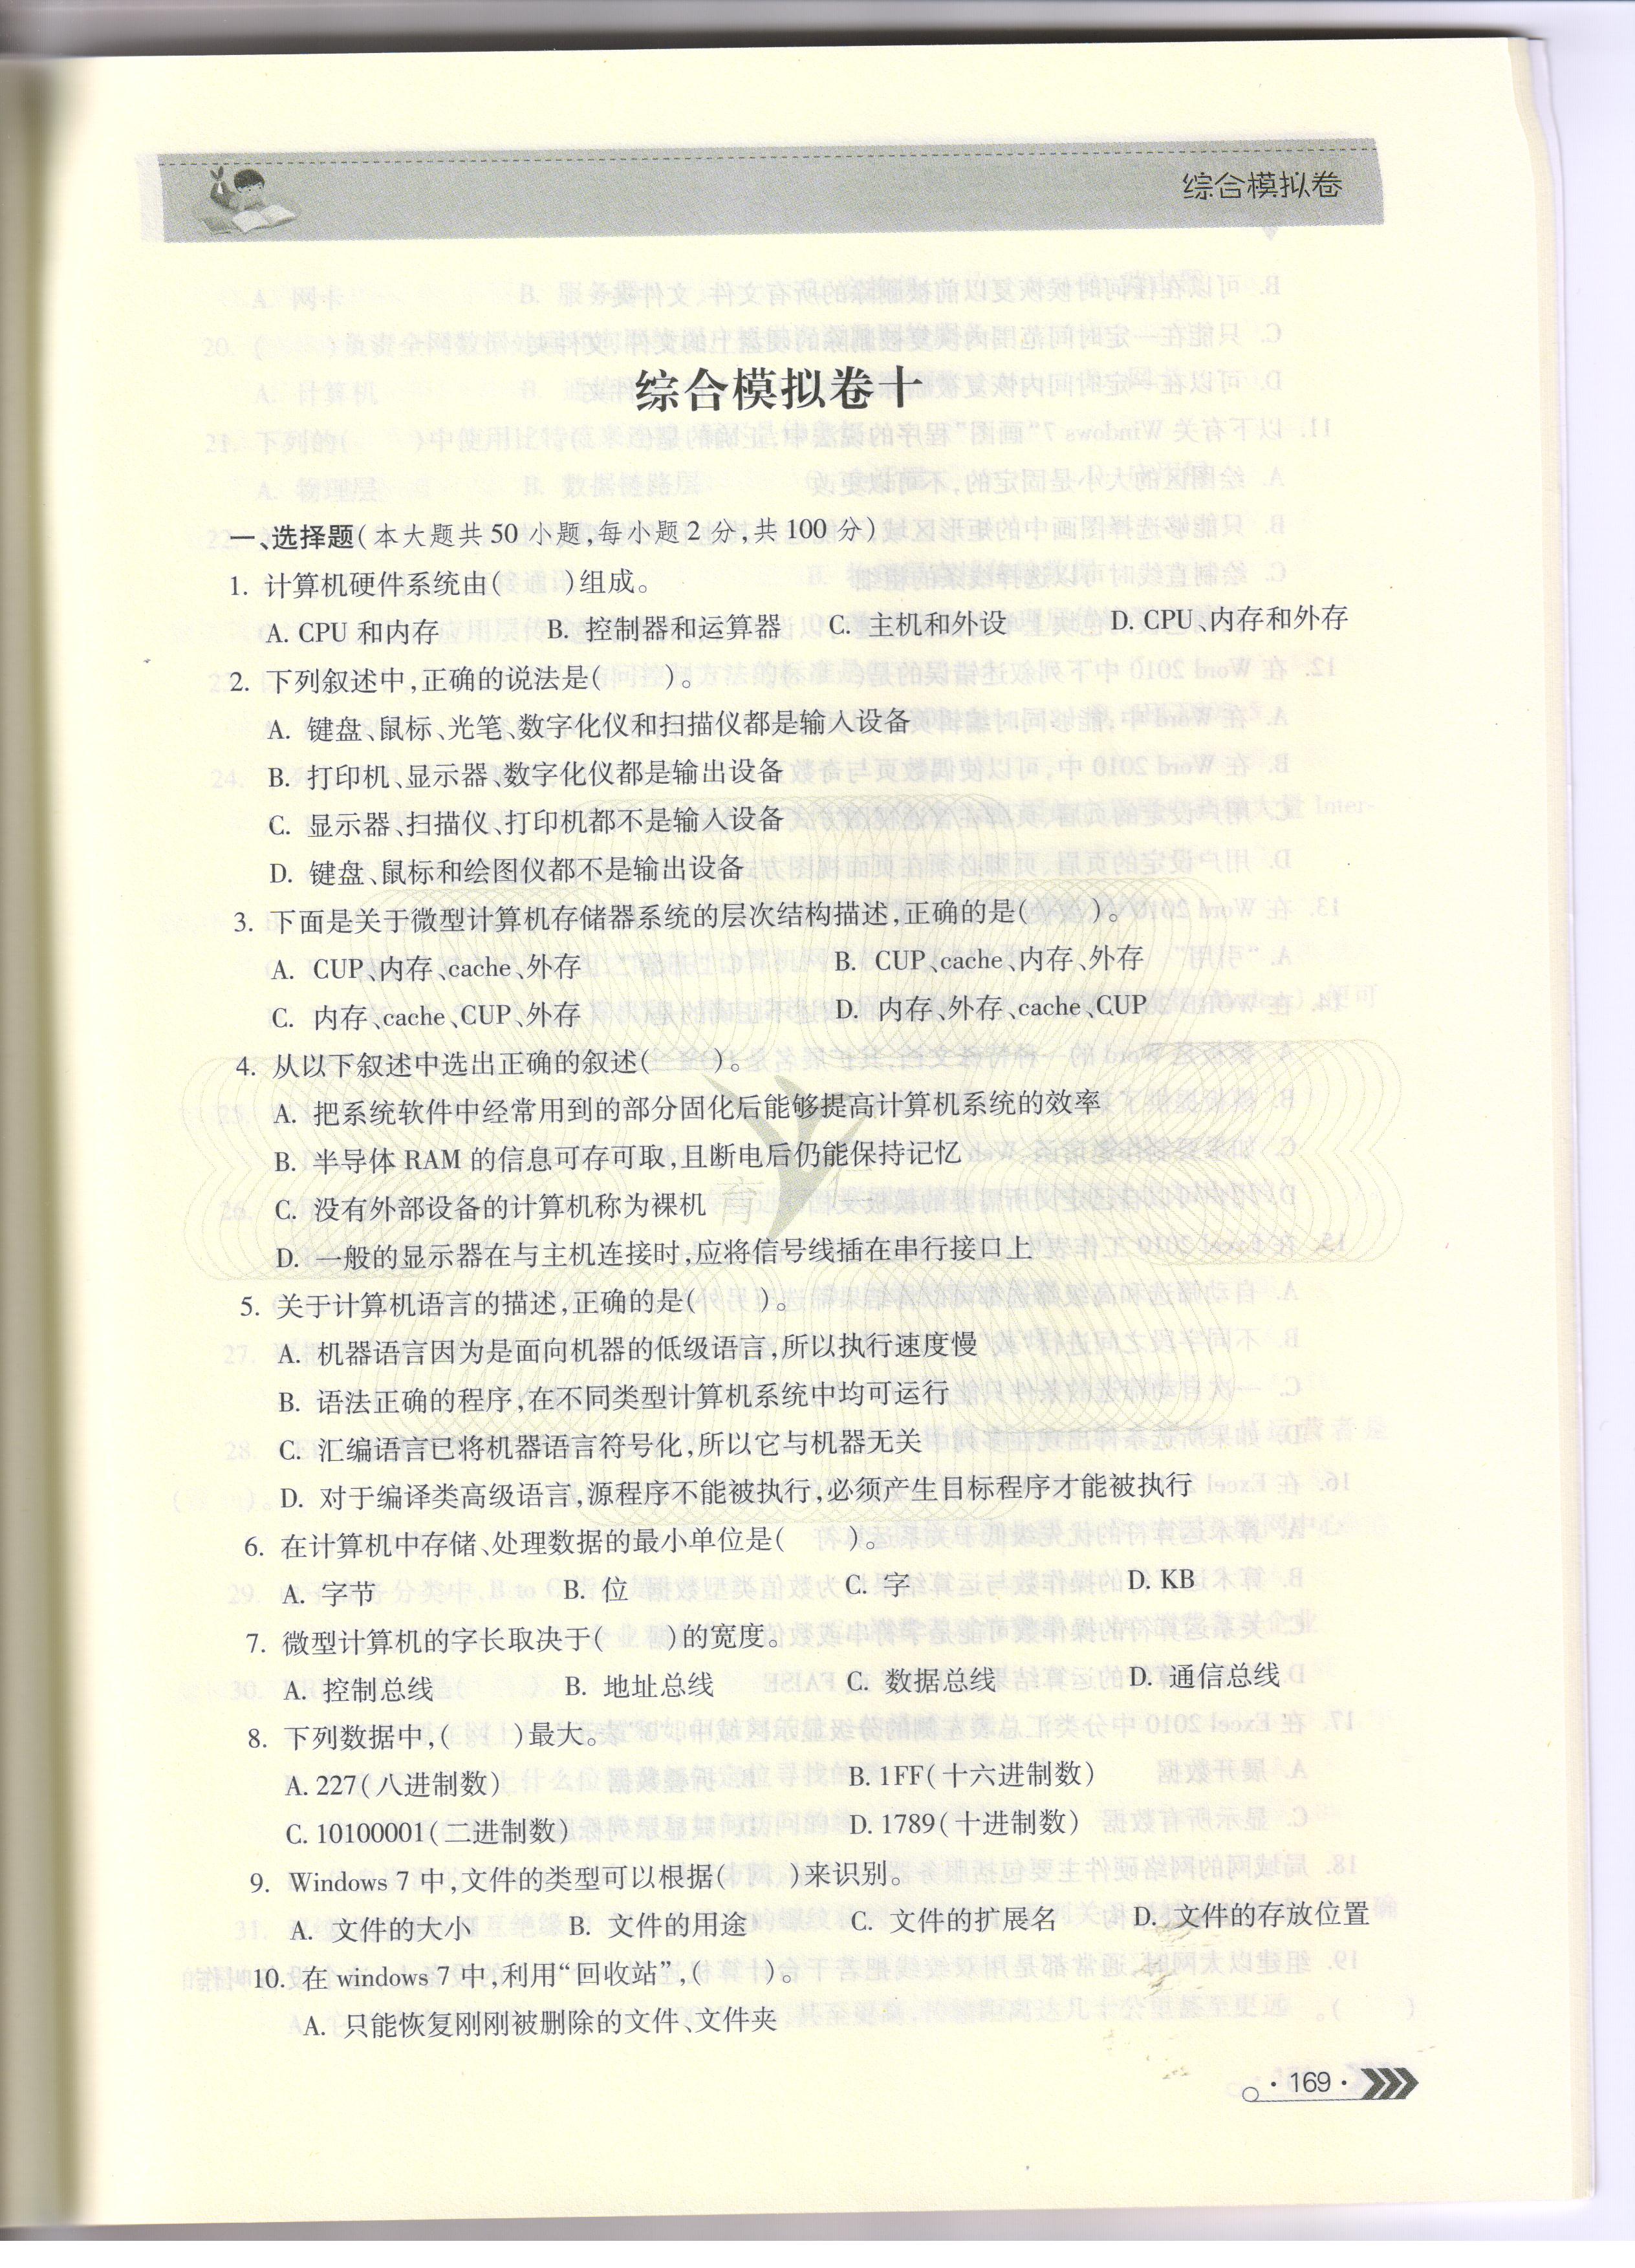 综合模拟卷
综合模拟卷十
一、选择题(本大题共50小题,每小题2分,共100分)
1. 计算机硬件系统由(　　)组成。
A. CPU 和内存　B. 控制器和运算器　C. 主机和外设　D. CPU、内存和外存
2. 下列叙述中,正确的说法是(　　)。
A. 键盘、鼠标、光笔、数字化仪和扫描仪都是输入设备
B. 打印机、显示器、数字化仪都是输出设备
C. 显示器、扫描仪、打印机都不是输入设备
D. 键盘、鼠标和绘图仪都不是输出设备
3. 下面是关于微型计算机存储器系统的层次结构描述,正确的是(　　)。
A. CUP、内存、cache、外存　B. CUP、cache、内存、外存
C. 内存、cache、CUP、外存　D. 内存、外存、cache、CUP
4. 从以下叙述中选出正确的叙述(　　)。
A. 把系统软件中经常用到的部分固化后能够提高计算机系统的效率
B. 半导体 RAM 的信息可存可取,且断电后仍能保持记忆
C. 没有外部设备的计算机称为裸机
D. 一般的显示器在与主机连接时,应将信号线插在串行接口上
5. 关于计算机语言的描述,正确的是(　　)。
A. 机器语言因为是面向机器的低级语言,所以执行速度慢
B. 语法正确的程序,在不同类型计算机系统中均可运行
C. 汇编语言已将机器语言符号化,所以它与机器无关
D. 对于编译类高级语言,源程序不能被执行,必须产生目标程序才能被执行
6. 在计算机中存储、处理数据的最小单位是(　　)。
A. 字节　B. 位　C. 字　D. KB
7. 微型计算机的字长取决于(　　)的宽度。
A. 控制总线　B. 地址总线　C. 数据总线　D. 通信总线
8. 下列数据中,(　　)最大。
A. 227(八进制数)　B. 1FF(十六进制数)
C. 10100001(二进制数)　D. 1789(十进制数)
9. Windows 7 中,文件的类型可以根据(　　)来识别。
A. 文件的大小　B. 文件的用途　C. 文件的扩展名　D. 文件的存放位置
10. 在 windows 7 中,利用“回收站”,(　　)。
A. 只能恢复刚刚被删除的文件、文件夹
· 169 ·